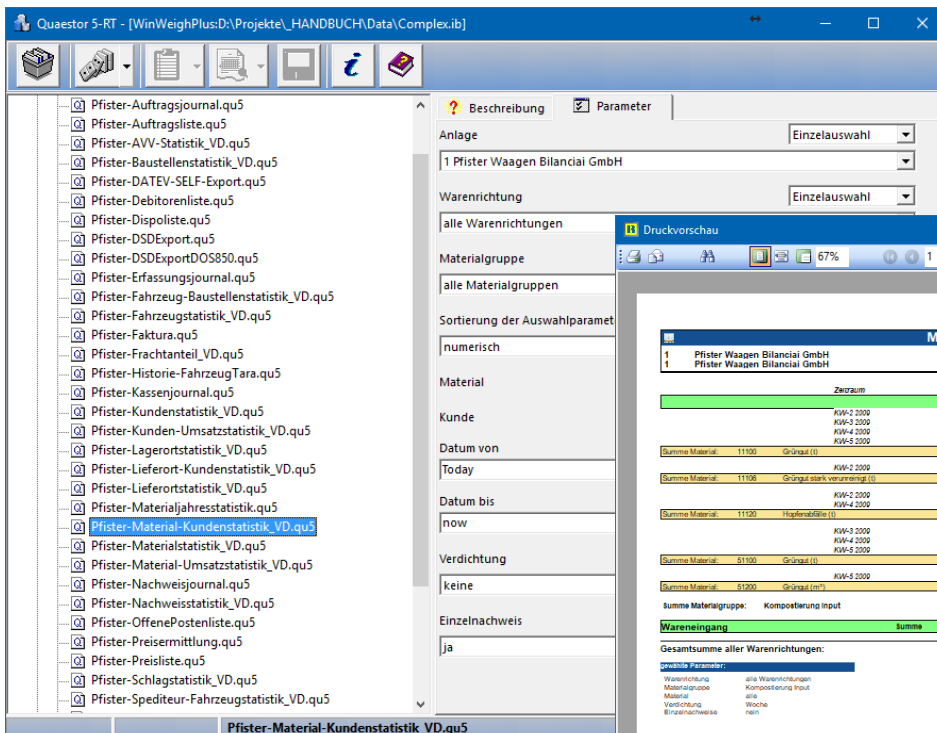 Quaestor 5-RT - [WinWeighPlus:D:\Projekte\_HANDBUCH\Data\Complex.ib]
Pfister-Auftragsjournal.qu5
Pfister-Auftragsliste.qu5
Pfister-AVV-Statistik_VD.qu5
Pfister-Baustellenstatistik_VD.qu5
Pfister-DATEV-SELF-Export.qu5
Pfister-Debitorenliste.qu5
Pfister-Dispoliste.qu5
Pfister-DSDExport.qu5
Pfister-DSDExportDOS850.qu5
Pfister-Erfassungsjournal.qu5
Pfister-Fahrzeug-Baustellenstatistik_VD.qu5
Pfister-Fahrzeugstatistik_VD.qu5
Pfister-Faktura.qu5
Pfister-Frachtanteil_VD.qu5
Pfister-Historie-FahrzeugTara.qu5
Pfister-Kassenjournal.qu5
Pfister-Kundenstatistik_VD.qu5
Pfister-Kunden-Umsatzstatistik_VD.qu5
Pfister-Lagerortstatistik_VD.qu5
Pfister-Lieferort-Kundenstatistik_VD.qu5
Pfister-Lieferortstatistik_VD.qu5
Pfister-Materialjahresstatistik.qu5
Pfister-Material-Kundenstatistik_VD.qu5
Pfister-Materialstatistik_VD.qu5
Pfister-Material-Umsatzstatistik_VD.qu5
Pfister-Nachweisjournal.qu5
Pfister-Nachweisstatistik_VD.qu5
Pfister-OffenePostenliste.qu5
Pfister-Preisermittlung.qu5
Pfister-Preisliste.qu5
Pfister-Schlagstatistik_VD.qu5
Pfister-Spediteur-Fahrzeugstatistik_VD.qu5
Beschreibung Parameter
Anlage Einzelauswahl
1 Pfister Waagen Bilanciai GmbH
Warenrichtung Einzelauswahl
alle Warenrichtungen
Materialgruppe
alle Materialgruppen
Sortierung der Auswahlparamet
numerisch
Material
Kunde
Datum von
Today
Datum bis
now
Verdichtung
keine
Einzelnachweis
ja
Druckvorschau
67% 1
M
1 Pfister Waagen Bilanciai GmbH
1 Pfister Waagen Bilanciai GmbH
Zeitraum
KW-2 2009
KW-3 2009
KW-4 2009
KW-5 2009
Summe Material: 11100 Grüngut (t)
KW-2 2009
Summe Material: 11106 Grüngut stark verunreinigt (t)
KW-2 2009
KW-4 2009
Summe Material: 11120 Hopfenabfälle (t)
KW-3 2009
KW-4 2009
KW-5 2009
Summe Material: 51100 Grüngut (t)
KW-5 2009
Summe Material: 51200 Grüngut (m³)
Summe Materialgruppe: Kompostierung Input
Wareneingang Summe
Gesamtsumme aller Warenrichtungen:
gewählte Parameter:
Warenrichtung alle Warenrichtungen
Materialgruppe Kompostierung Input
Material alle
Verdichtung Woche
Einzelnachweise nein
Pfister-Material-Kundenstatistik_VD.qu5